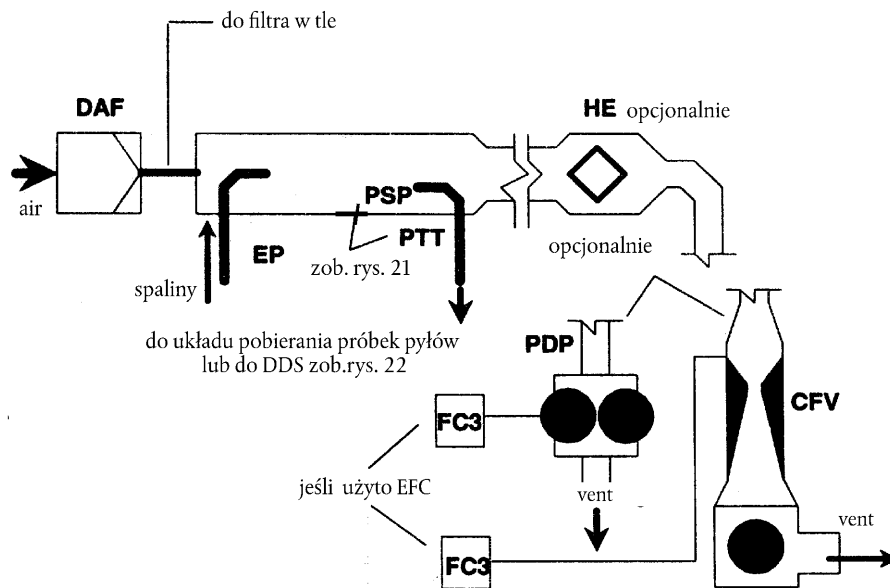 do filtra w tle
DAF
HE opcjonalnie
air
PSP
PTT
EP
zob. rys. 21
opcjonalnie
spaliny
do układu pobierania próbek pyłów
lub do DDS zob.rys. 22
PDP
CFV
FC3
jeśli użyto EFC
vent
vent
FC3